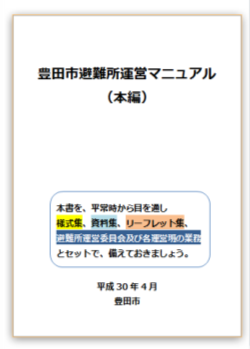 豊田市避難所運営マニュアル
（本編）
本書を、平常時から目を通し
様式集、資料集、リーフレット集、
避難所運営委員会及び各運営班の業務
とセットで、備えておきましょう。
平成 30 年 4 月
豊田市